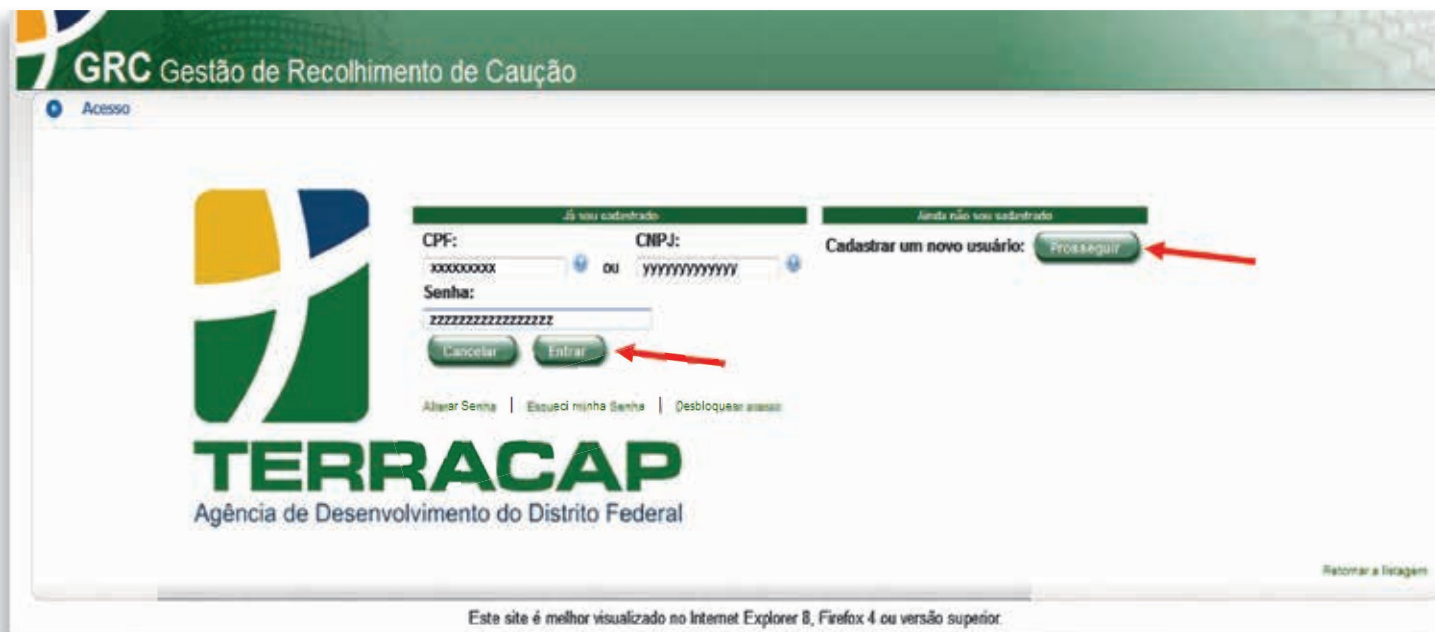 GRC Gestão de Recolhimento de Caução
Acesso
Já sou cadastrado
CPF:
CNPJ:
xxxxxxxxx
ou
yyyyyyyyyyyyy
Senha:
zzzzzzzzzzzzzzzzz
Cancelar
Entrar
Alterar Senha | Esqueci minha Senha | Desbloquear acesso
Ainda não sou cadastrado
Cadastrar um novo usuário:
Prosseguir
TERRACAP
Agência de Desenvolvimento do Distrito Federal
Retornar a listagem
Este site é melhor visualizado no Internet Explorer 8, Firefox 4 ou versão superior.